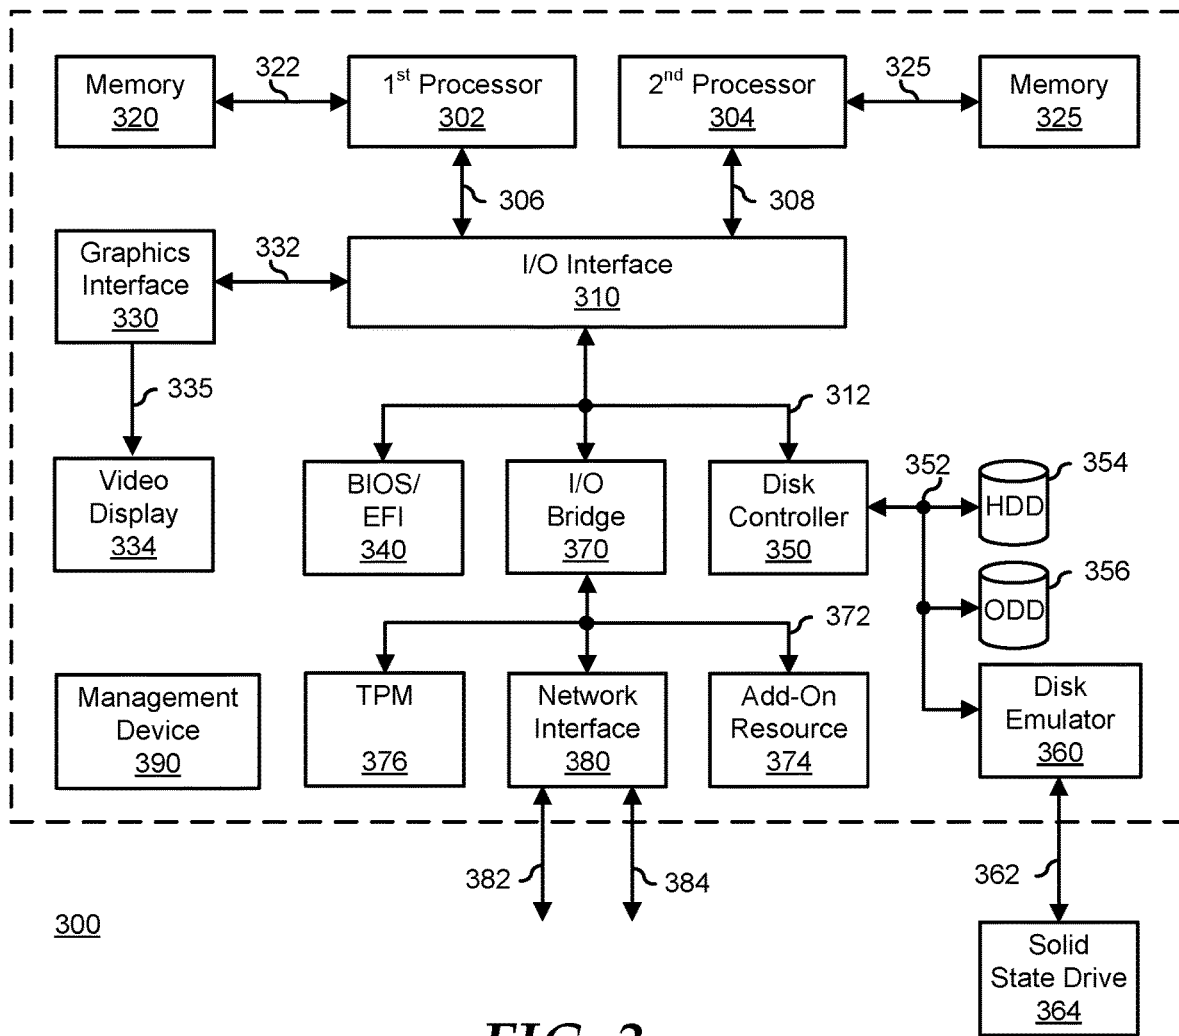 Memory
320
322
1st Processor
302
2nd Processor
304
325
Memory
325
306
308
Graphics
Interface
330
332
I/O Interface
310
335
312
Video
Display
334
BIOS/
EFI
340
I/O
Bridge
370
Disk
Controller
350
352
HDD
354
ODD
356
372
Management
Device
390
TPM
376
Network
Interface
380
Add-On
Resource
374
Disk
Emulator
360
382
384
362
300
Solid
State Drive
364
FIG.